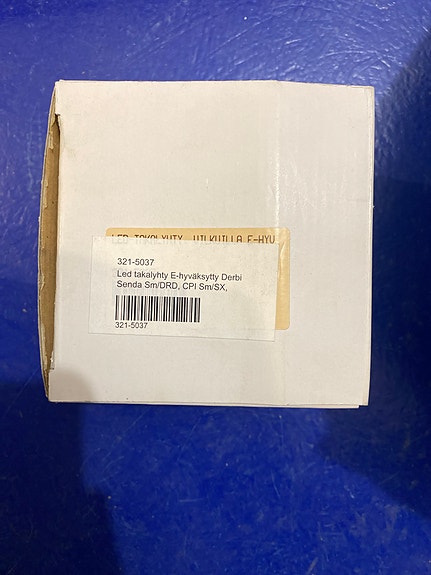 LED TAKALYHTY, VILKUILLA E-HYV
321-5037
Led takalyhty E-hyväksytty Derbi
Senda Sm/DRD, CPI Sm/SX,
321-5037